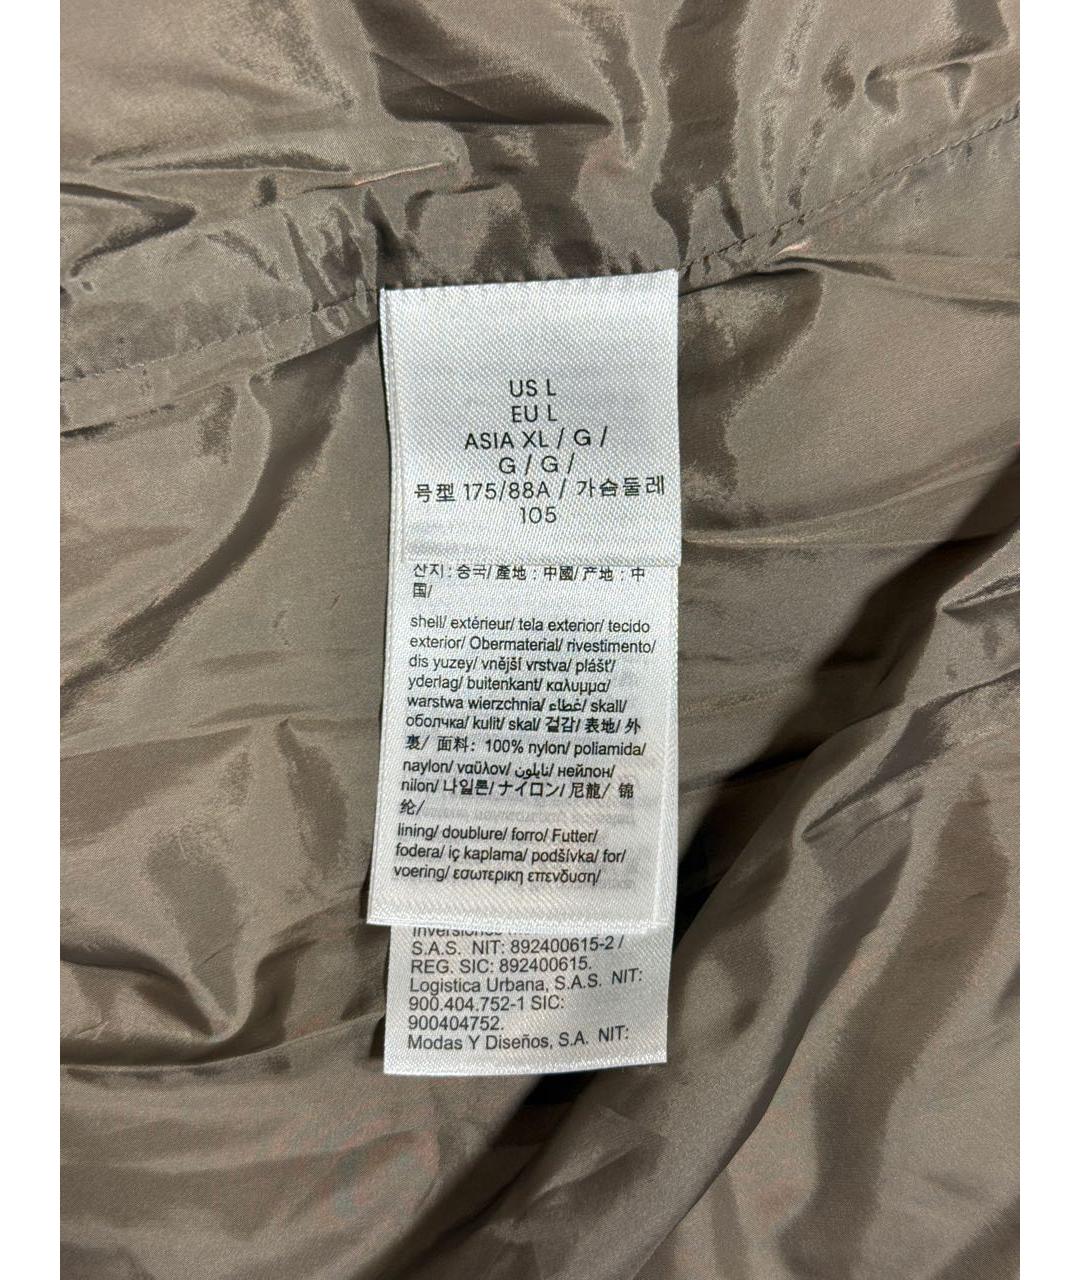 US L
EU L
ASIA XL / G /
G / G /
号型 175/88A / 가슴둘레
105
산지 : 중국/ 產地 : 中國/ 产地 : 中
国/
shell/ extérieur/ tela exterior/ tecido
exterior/ Obermaterial/ rivestimento/
dis yuzey/ vnější vrstva/ plášť/
yderlag/ buitenkant/ καλυμμα/
warstwa wierzchnia/ غطاء/ skall/
оболчка/ kulit/ skal/ 겉감/ 表地/ 外
裏/ 面料: 100% nylon/ poliamida/
naylon/ ναϋλον/ نايلون/ нейлон/
nilon/ 나일론/ ナイロン/ 尼龍/ 锦
纶/
lining/ doublure/ forro/ Futter/
fodera/ iç kaplama/ podšívka/ for/
voering/ εσωτερικη επενδυση/
Inversiones
S.A.S. NIT: 892400615-2 /
REG. SIC: 892400615.
Logistica Urbana, S.A.S. NIT:
900.404.752-1 SIC:
900404752.
Modas Y Diseños, S.A. NIT: